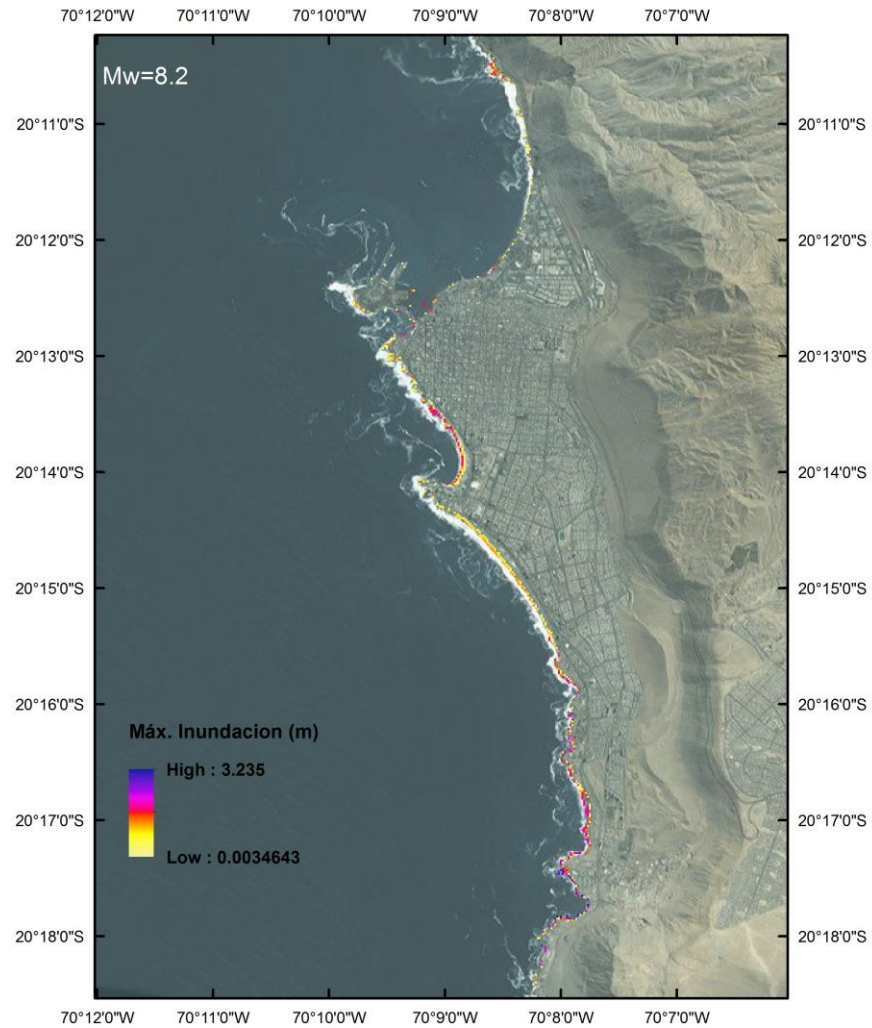 70°12'0"W 70°11'0"W 70°10'0"W 70°9'0"W 70°8'0"W 70°7'0"W
Mw=8.2
20°11'0"S 20°11'0"S
20°12'0"S 20°12'0"S
20°13'0"S 20°13'0"S
20°14'0"S 20°14'0"S
20°15'0"S 20°15'0"S
20°16'0"S 20°16'0"S
Máx. Inundacion (m)
High : 3.235
20°17'0"S 20°17'0"S
Low : 0.0034643
20°18'0"S 20°18'0"S
70°12'0"W 70°11'0"W 70°10'0"W 70°9'0"W 70°8'0"W 70°7'0"W